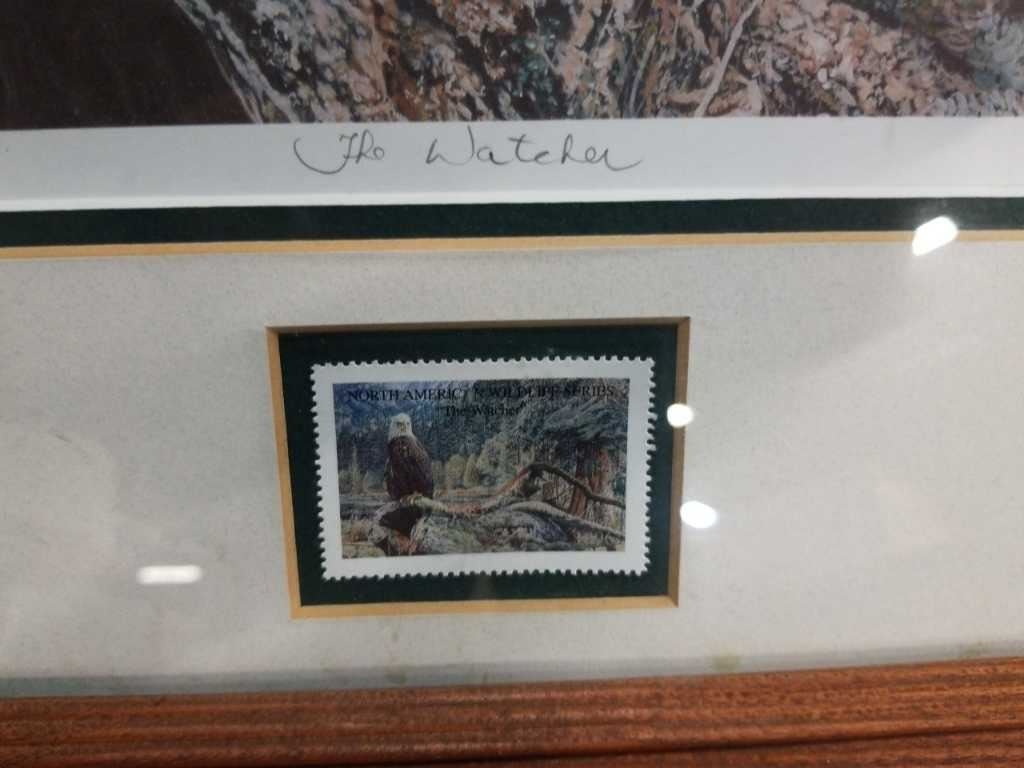 The Watcher
NORTH AMERICAN WILDLIFE SERIES
"The Watcher"